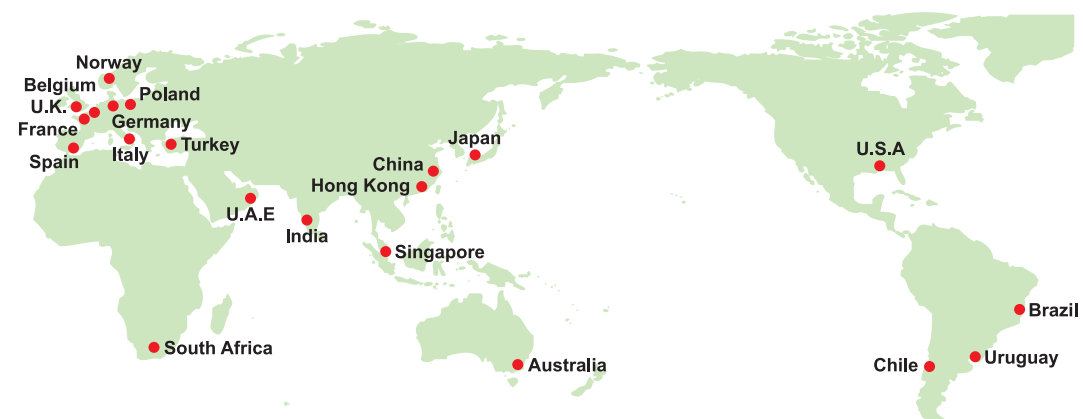 Norway
Belgium
Poland
U.K.
France
Germany
Turkey
Italy
Spain
Japan
China
Hong Kong
U.A.E
India
Singapore
South Africa
Australia
U.S.A
Brazil
Uruguay
Chile